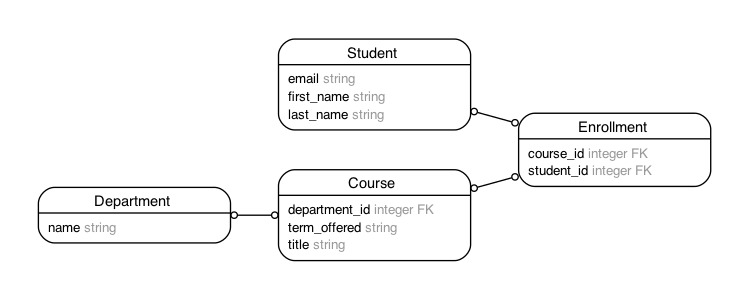 Student
email string
first_name string
last_name string
Enrollment
course_id integer FK
student_id integer FK
Course
department_id integer FK
term_offered string
title string
Department
name string